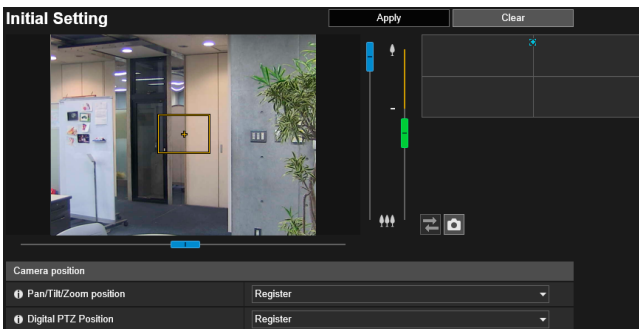 Initial Setting
Apply
Clear
Camera position
Pan/Tilt/Zoom position
Register
Digital PTZ Position
Register